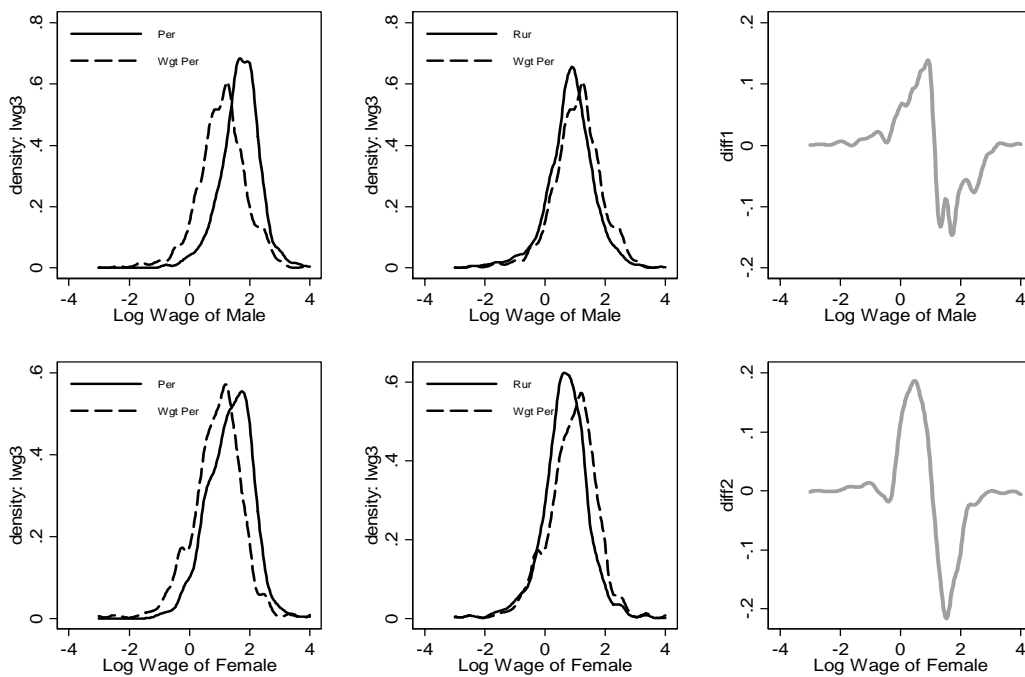 .8
.6
.4
.2
0
density: lwg3
Per
Wgt Per
-4 -2 0 2 4
Log Wage of Male
.8
.6
.4
.2
0
density: lwg3
Rur
Wgt Per
-4 -2 0 2 4
Log Wage of Male
.2
.1
0
-.1
-.2
diff1
-4 -2 0 2 4
Log Wage of Male
.6
.4
.2
0
density: lwg3
Per
Wgt Per
-4 -2 0 2 4
Log Wage of Female
.6
.4
.2
0
density: lwg3
Rur
Wgt Per
-4 -2 0 2 4
Log Wage of Female
.2
.1
0
-.1
-.2
diff2
-4 -2 0 2 4
Log Wage of Female